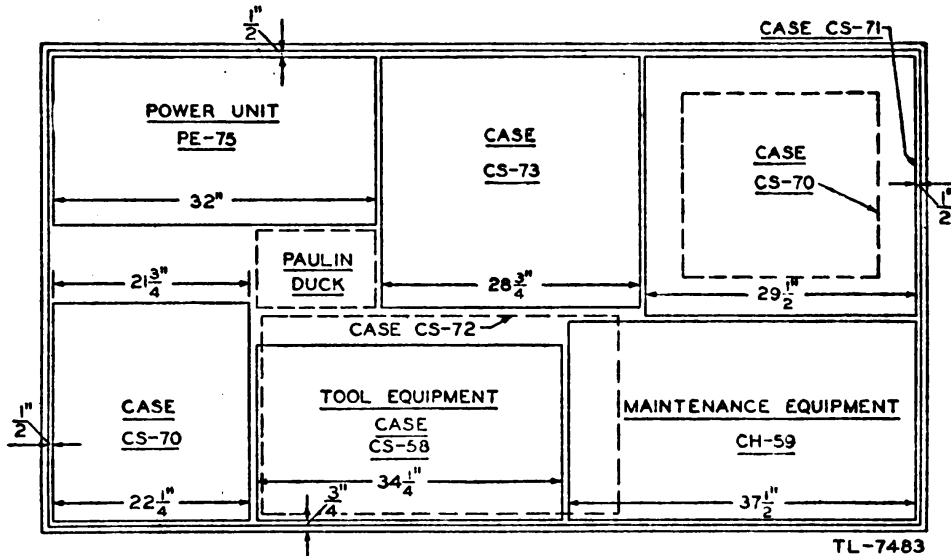 1/2"
CASE CS-71
POWER UNIT
PE-75
32"
CASE
CS-73
28 3/4"
CASE
CS-70
29 1/2"
1/2"
PAULIN
DUCK
21 3/4"
CASE CS-72
CASE
CS-70
22 1/4"
1/2"
TOOL EQUIPMENT
CASE
CS-58
34 1/4"
3/4"
MAINTENANCE EQUIPMENT
CH-59
37 1/2"
TL-7483